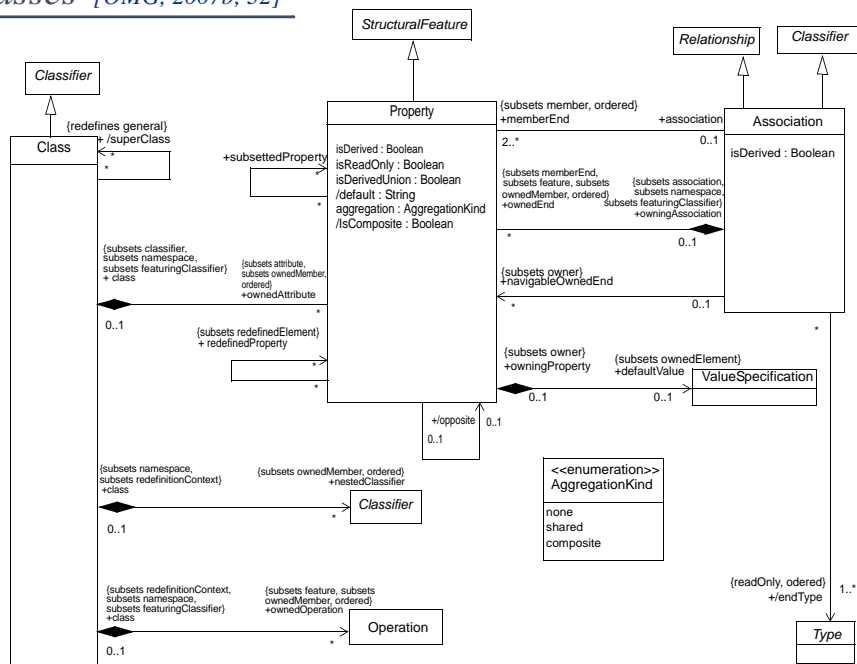 asses [OMG, 2007b, 32]
StructuralFeature
Relationship
Classifier
Classifier
{redefines general}
+ /superClass
*
*
Class
Property
isDerived : Boolean
isReadOnly : Boolean
isDerivedUnion : Boolean
/default : String
aggregation : AggregationKind
/IsComposite : Boolean
+subsettedProperty
*
*
{subsets member, ordered}
+memberEnd
+association
2..*
0..1
Association
isDerived : Boolean
{subsets memberEnd,
subsets feature, subsets
ownedMember, ordered}
+ownedEnd
*
{subsets association,
subsets namespace,
subsets featuringClassifier}
+owningAssociation
0..1
{subsets classifier,
subsets namespace,
subsets featuringClassifier}
+ class
0..1
{subsets attribute,
subsets ownedMember,
ordered}
+ownedAttribute
*
{subsets owner}
+navigableOwnedEnd
*
0..1
{subsets redefinedElement}
+ redefinedProperty
*
*
*
{subsets owner}
+owningProperty
0..1
(subsets ownedElement}
+defaultValue
0..1
ValueSpecification
+/opposite
0..1
0..1
{subsets namespace,
subsets redefinitionContext}
+class
0..1
{subsets ownedMember, ordered}
+nestedClassifier
*
Classifier
<<enumeration>>
AggregationKind
none
shared
composite
{subsets redefinitionContext,
subsets namespace,
subsets featuringClassifier}
+class
0..1
{subsets feature, subsets
ownedMember, ordered}
+ownedOperation
*
Operation
{readOnly, odered}
+/endType
1..*
Type